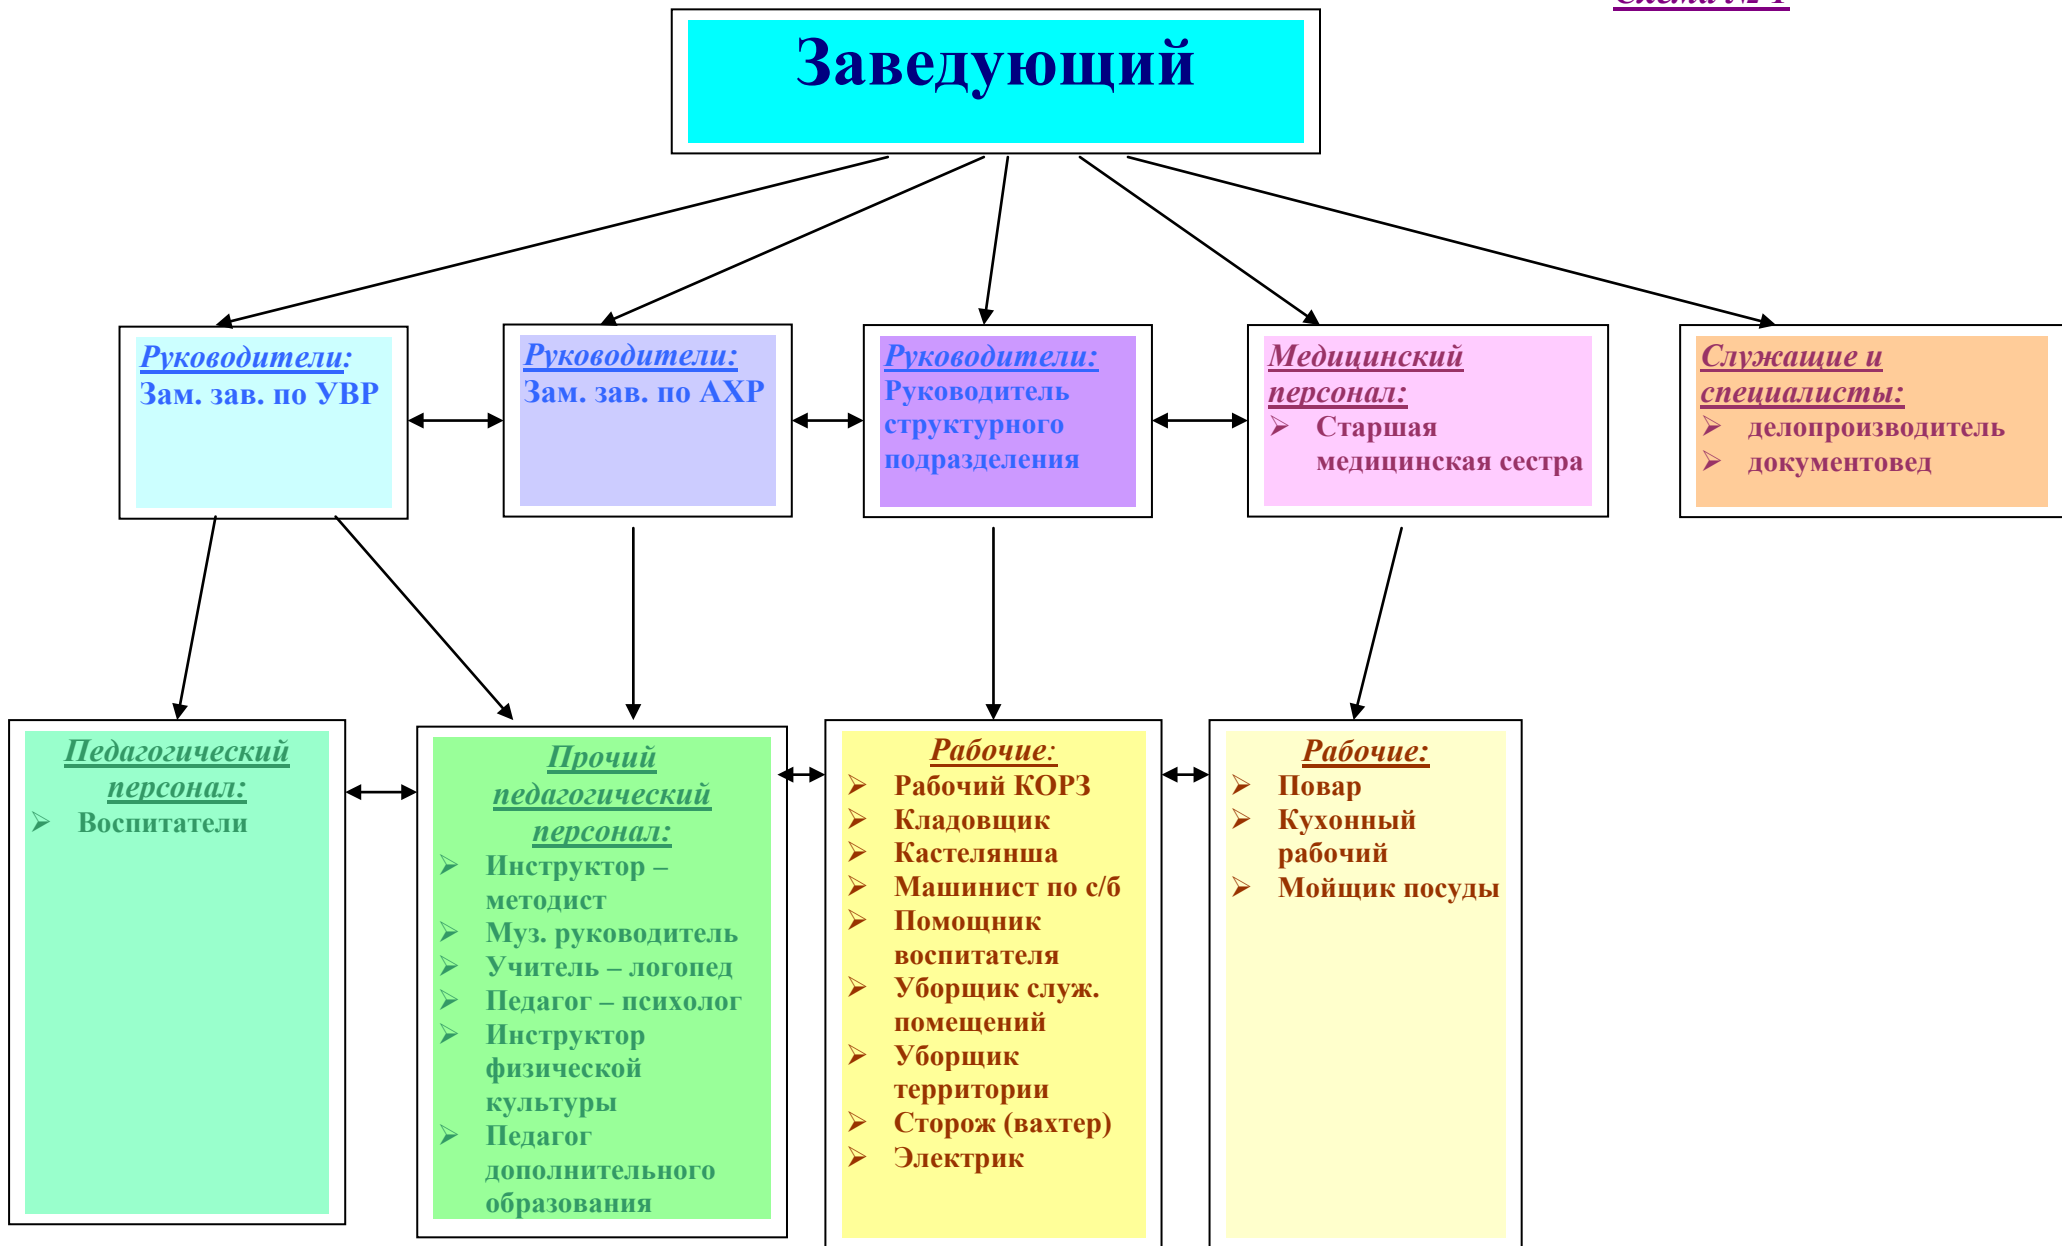 Схема № 1
Заведующий
Руководители:
Зам. зав. по УВР
Руководители:
Зам. зав. по АХР
Руководители:
Руководитель
структурного
подразделения
Медицинский
персонал:
➢ Старшая
медицинская сестра
Служащие и
специалисты:
➢ делопроизводитель
➢ документовед
Педагогический
персонал:
➢ Воспитатели
Прочий
педагогический
персонал:
➢ Инструктор –
методист
➢ Муз. руководитель
➢ Учитель – логопед
➢ Педагог – психолог
➢ Инструктор
физической
культуры
➢ Педагог
дополнительного
образования
Рабочие:
➢ Рабочий КОРЗ
➢ Кладовщик
➢ Кастелянша
➢ Машинист по с/б
➢ Помощник
воспитателя
➢ Уборщик служ.
помещений
➢ Уборщик
территории
➢ Сторож (вахтер)
➢ Электрик
Рабочие:
➢ Повар
➢ Кухонный
рабочий
➢ Мойщик посуды